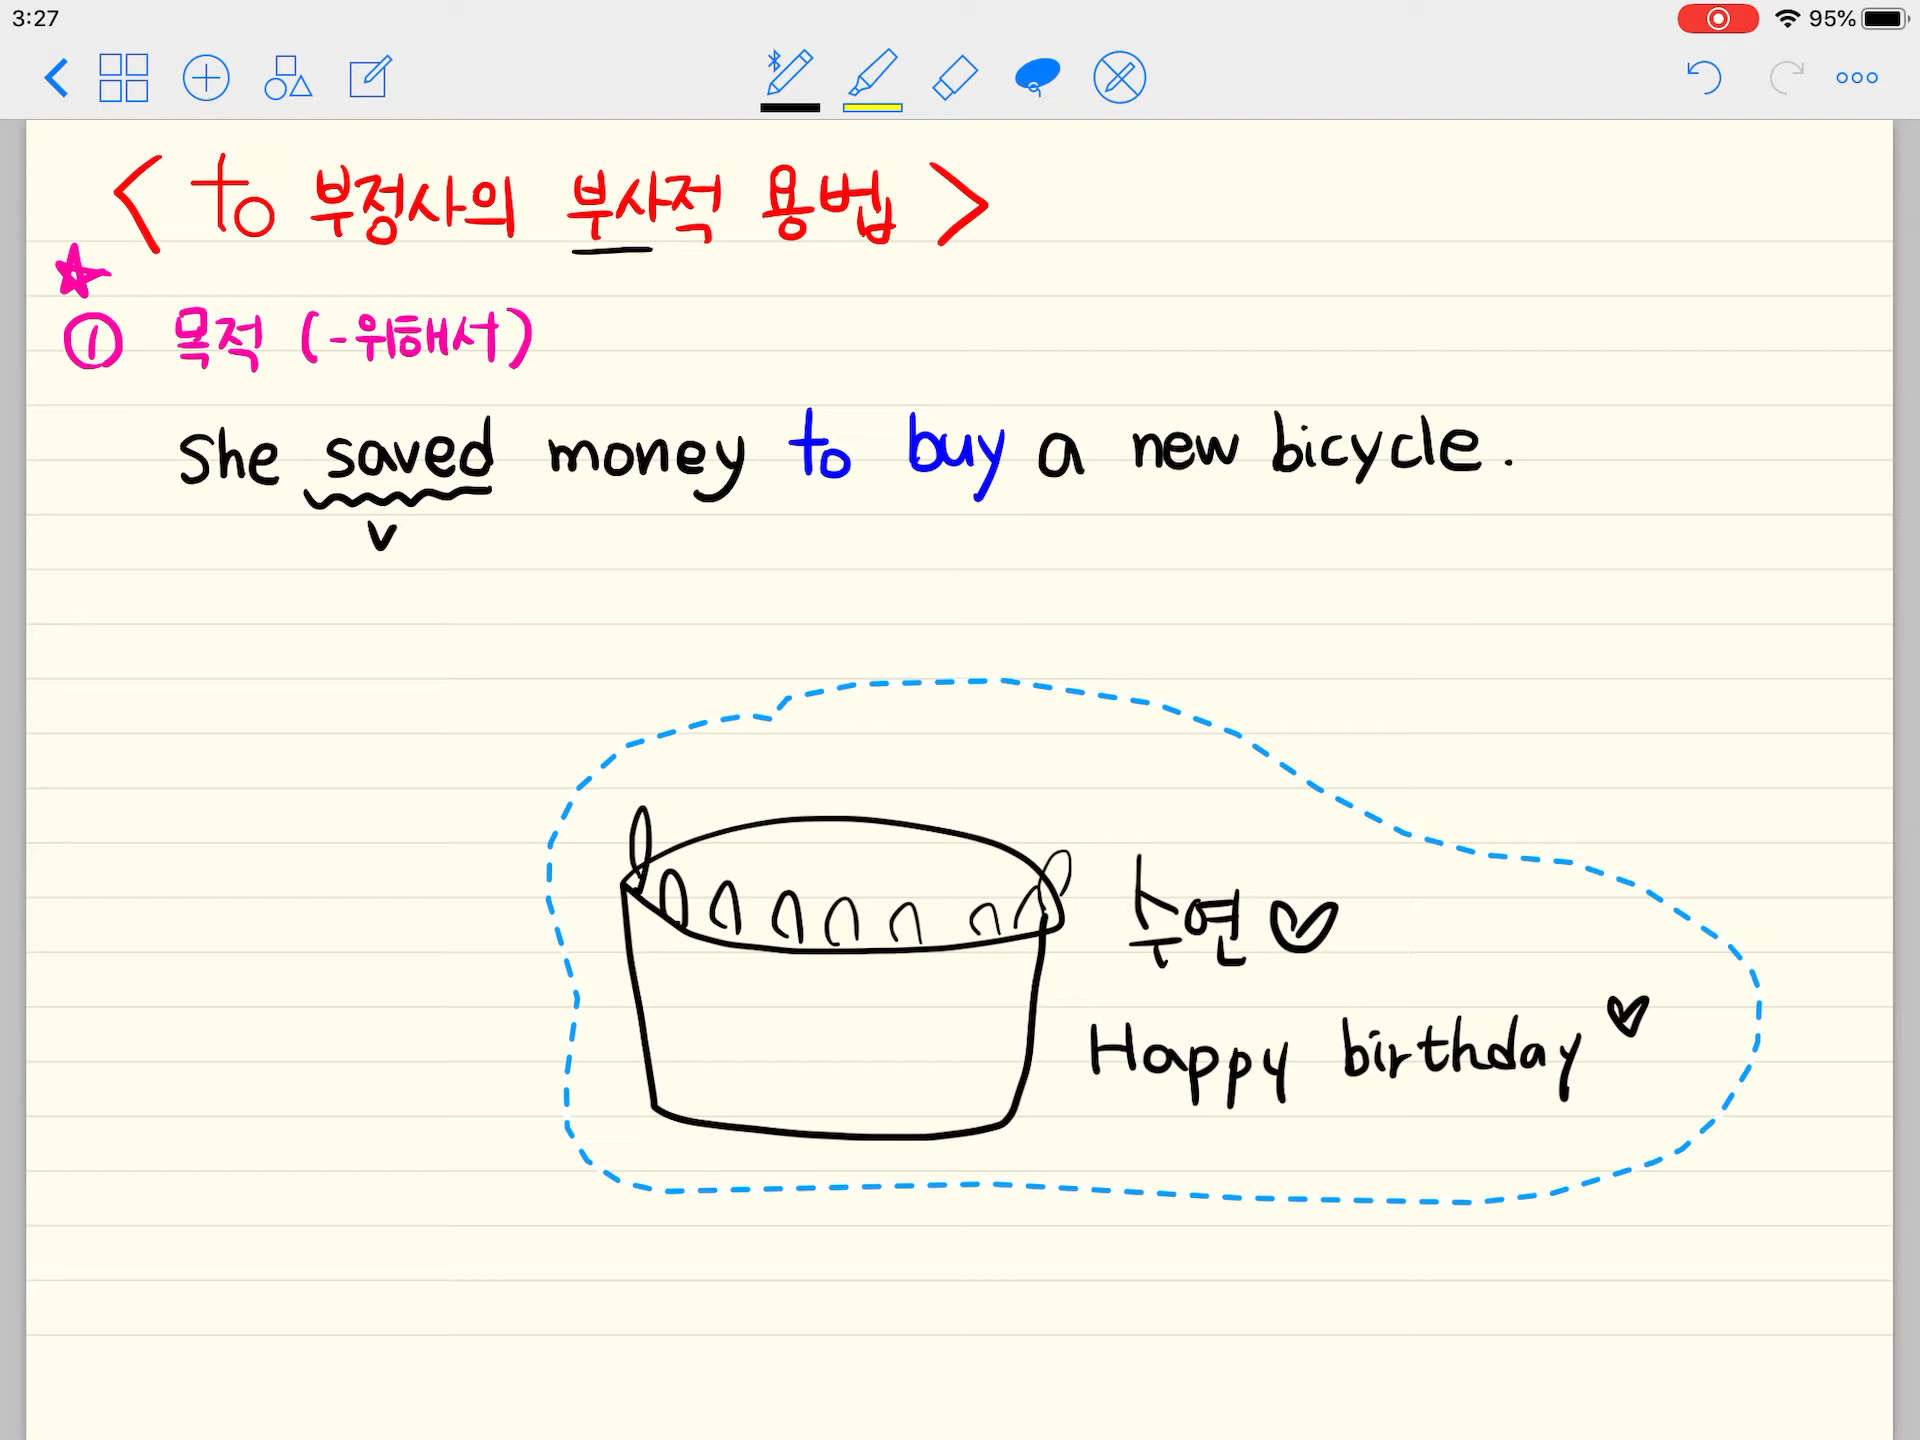 3:27
95%
< to 부정사의 부사적 용법 >
① 목적 (-위해서)
She saved money to buy a new bicycle.
V
수연
Happy birthday